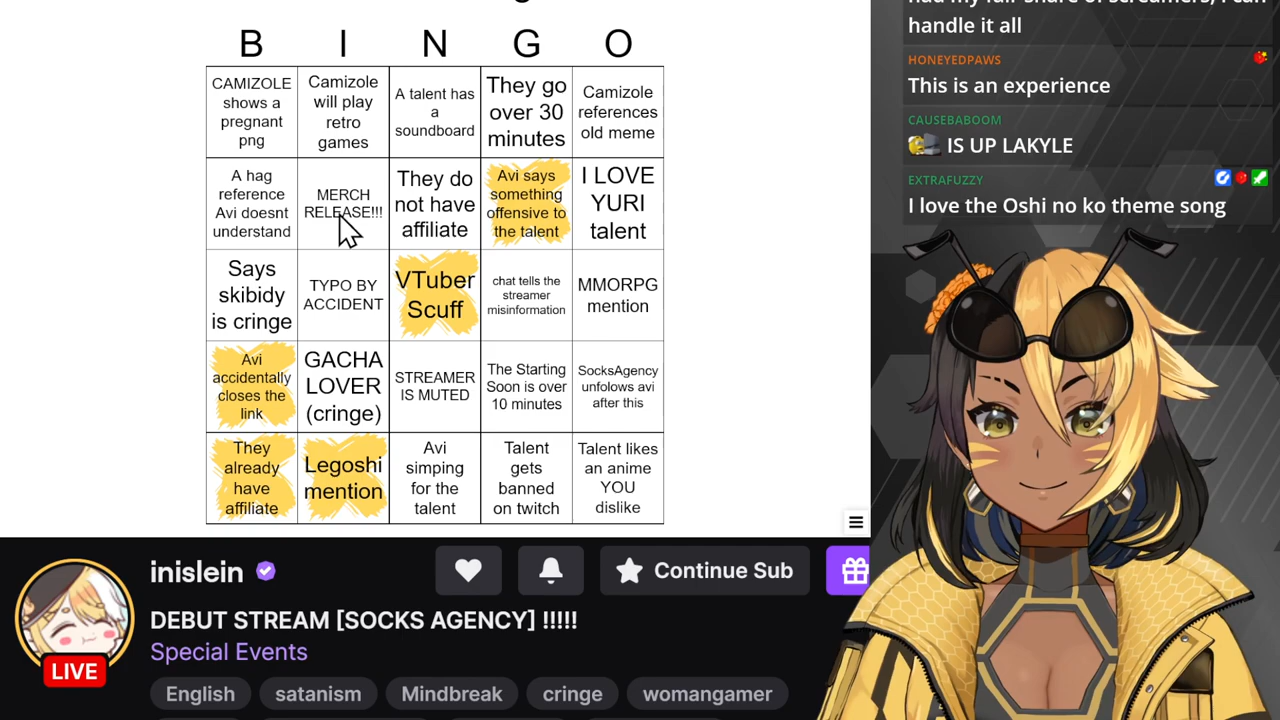 B I N G O
CAMIZOLE
shows a
pregnant
png
Camizole
will play
retro
games
A talent has
a
soundboard
They go
over 30
minutes
Camizole
references
old meme
A hag
reference
Avi doesnt
understand
MERCH
RELEASE!!!
They do
not have
affiliate
Avi says
something
offensive to
the talent
I LOVE
YURI
talent
Says
skibidy
is cringe
TYPO BY
ACCIDENT
VTuber
Scuff
chat tells the
streamer
misinformation
MMORPG
mention
Avi
accidentally
closes the
link
GACHA
LOVER
(cringe)
STREAMER
IS MUTED
The Starting
Soon is over
10 minutes
SocksAgency
unfolows avi
after this
They
already
have
affiliate
Legoshi
mention
Avi
simping
for the
talent
Talent
gets
banned
on twitch
Talent likes
an anime
YOU
dislike
handle it all
HONEYEDPAWS
This is an experience
CAUSEBABOOM
IS UP LAKYLE
EXTRAFUZZY
I love the Oshi no ko theme song
inislein
Continue Sub
DEBUT STREAM [SOCKS AGENCY] !!!!!
Special Events
LIVE
English satanism Mindbreak cringe womangamer